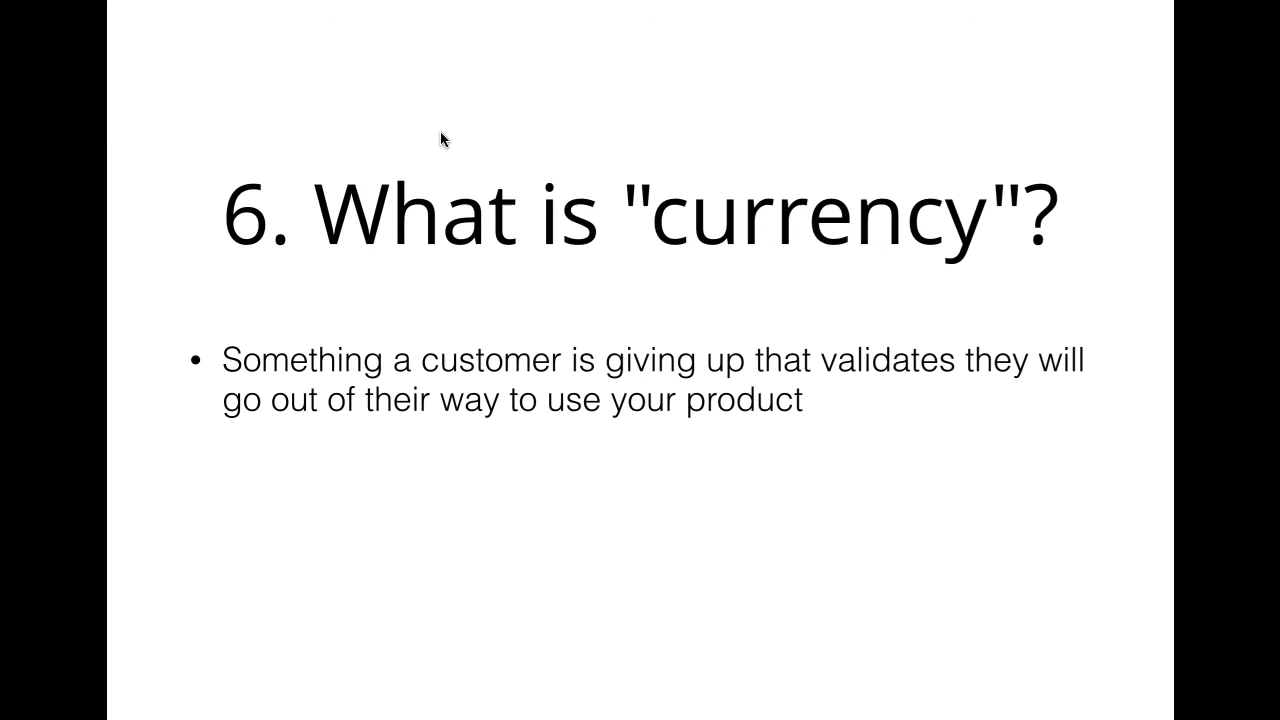 6. What is "currency"?
• Something a customer is giving up that validates they will
go out of their way to use your product